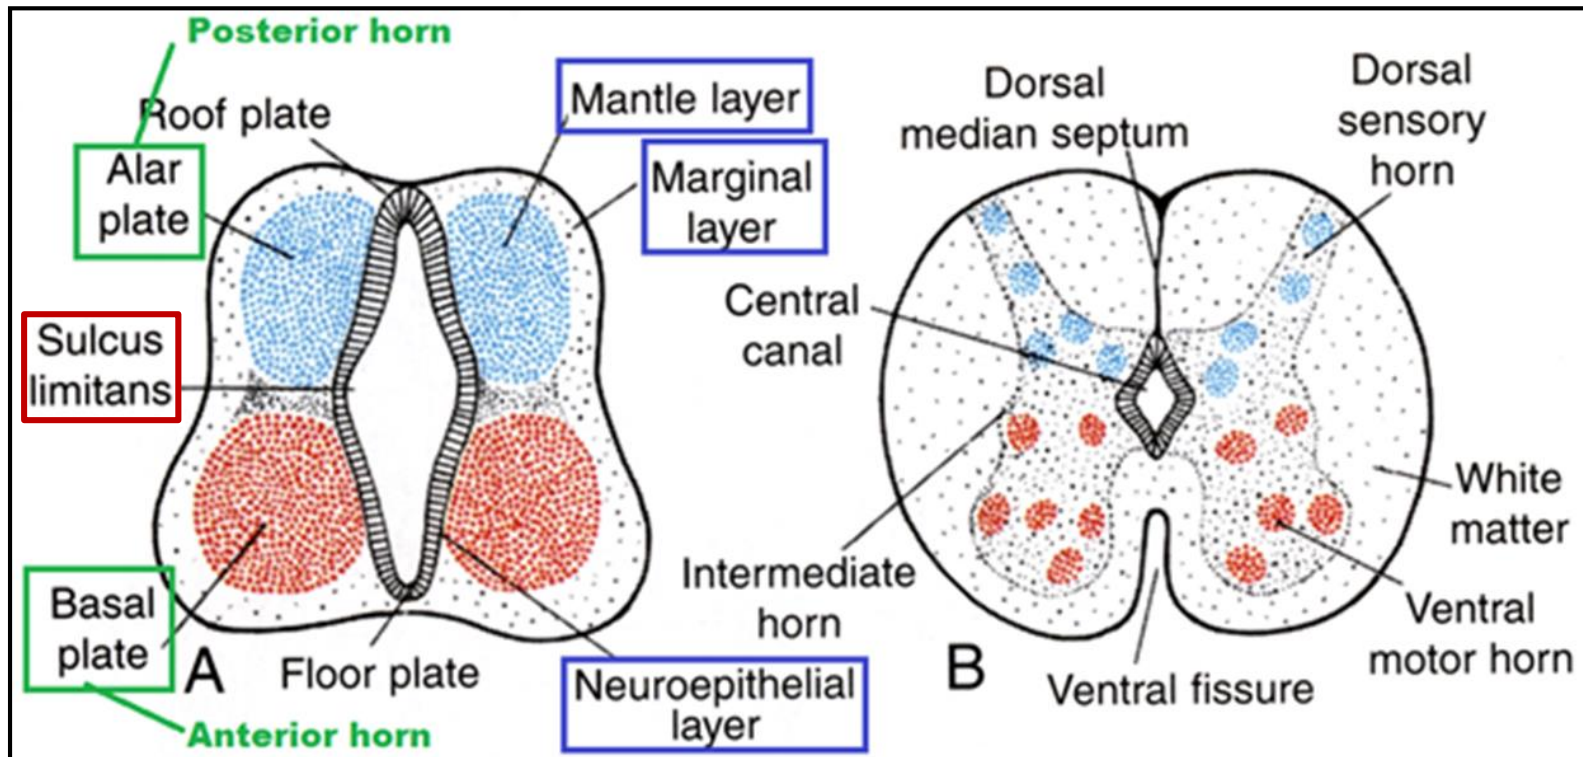 Posterior horn
Roof plate
Alar
plate
Sulcus
limitans
Basal
plate
Anterior horn
A
Floor plate
Mantle layer
Marginal
layer
Neuroepithelial
layer
Dorsal
median septum
Dorsal
sensory
horn
Central
canal
Intermediate
horn
B
Ventral fissure
White
matter
Ventral
motor horn